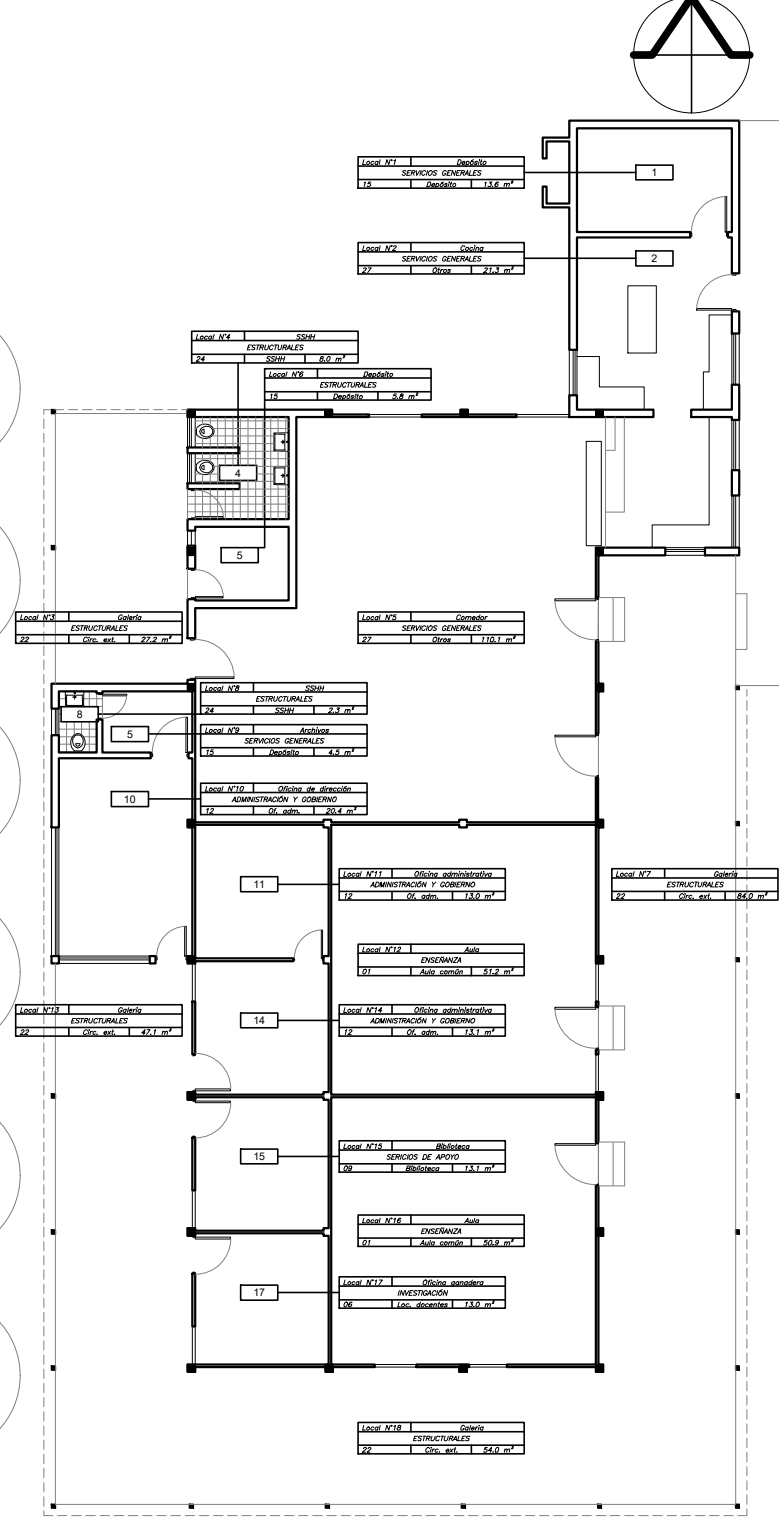 Local N°1 Depósito
SERVICIOS GENERALES
15 Depósito 13.6 m²
1
Local N°2 Cocina
SERVICIOS GENERALES
27 Otros 21.3 m²
2
Local N°4 SSHH
ESTRUCTURALES
24 SSHH 8.0 m²
Local N°6 Depósito
ESTRUCTURALES
15 Depósito 5.8 m²
4
5
Local N°3 Galería
ESTRUCTURALES
22 Circ. ext. 27.2 m²
Local N°5 Comedor
SERVICIOS GENERALES
27 Otros 110.1 m²
Local N°8 SSHH
ESTRUCTURALES
24 SSHH 2.3 m²
8
Local N°9 Archivos
SERVICIOS GENERALES
15 Depósito 4.5 m²
5
Local N°10 Oficina de dirección
ADMINISTRACIÓN Y GOBIERNO
12 Of. adm. 20.4 m²
10
Local N°11 Oficina administrativa
ADMINISTRACIÓN Y GOBIERNO
12 Of. adm. 13.0 m²
11
Local N°7 Galería
ESTRUCTURALES
22 Circ. ext. 84.0 m²
Local N°12 Aula
ENSEÑANZA
01 Aula común 51.2 m²
Local N°13 Galería
ESTRUCTURALES
22 Circ. ext. 47.1 m²
Local N°14 Oficina administrativa
ADMINISTRACIÓN Y GOBIERNO
12 Of. adm. 13.1 m²
14
Local N°15 Biblioteca
SERICIOS DE APOYO
09 Biblioteca 13.1 m²
15
Local N°16 Aula
ENSEÑANZA
01 Aula común 50.9 m²
Local N°17 Oficina ganadera
INVESTIGACIÓN
06 Loc. docentes 13.0 m²
17
Local N°18 Galería
ESTRUCTURALES
22 Circ. ext. 54.0 m²